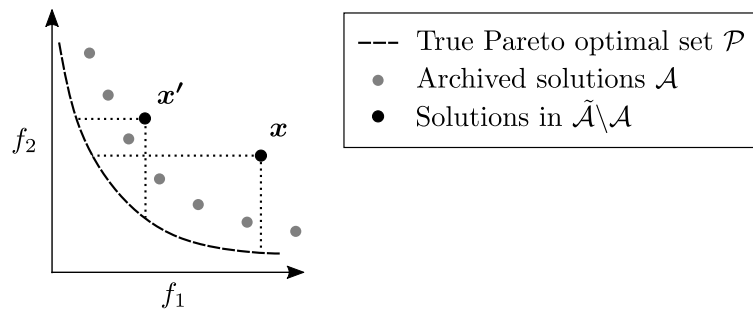 True Pareto optimal set 𝒫
Archived solutions 𝒜
Solutions in 𝒜̃\𝒜
x′
x
f₂
f₁